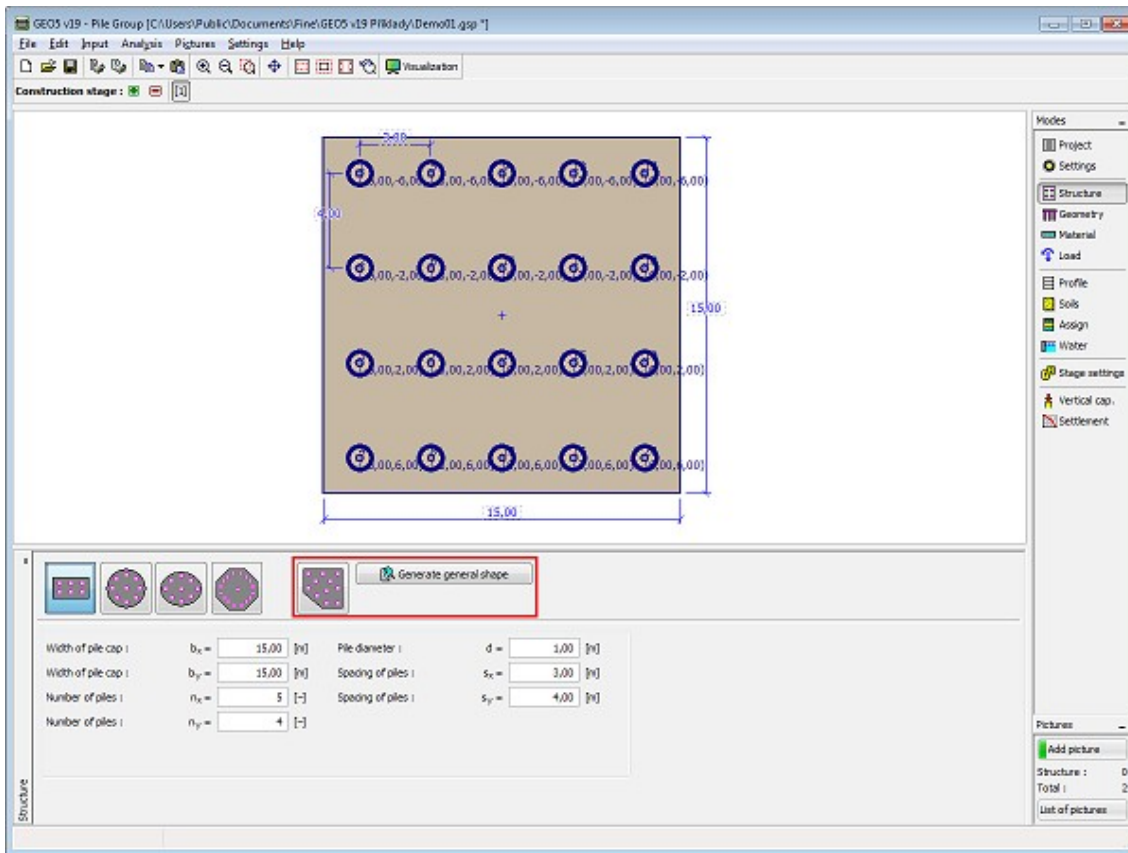 GEO5 v19 - Pile Group [C:\Users\Public\Documents\Fine\GEO5 v19 Příklady\Demo01.gsp *]
File Edit Input Analysis Pictures Settings Help
Visualization
Construction stage : [1]
3,00
4,00
15,00
15,00
Modes
Project
Settings
Structure
Geometry
Material
Load
Profile
Soils
Assign
Water
Stage settings
Vertical cap.
Settlement
Generate general shape
Width of pile cap : bx = 15,00 [m] Pile diameter : d = 1,00 [m]
Width of pile cap : by = 15,00 [m] Spacing of piles : sx = 3,00 [m]
Number of piles : nx = 5 [-] Spacing of piles : sy = 4,00 [m]
Number of piles : ny = 4 [-]
Structure
Pictures
Add picture
Structure : 0
Total : 2
List of pictures